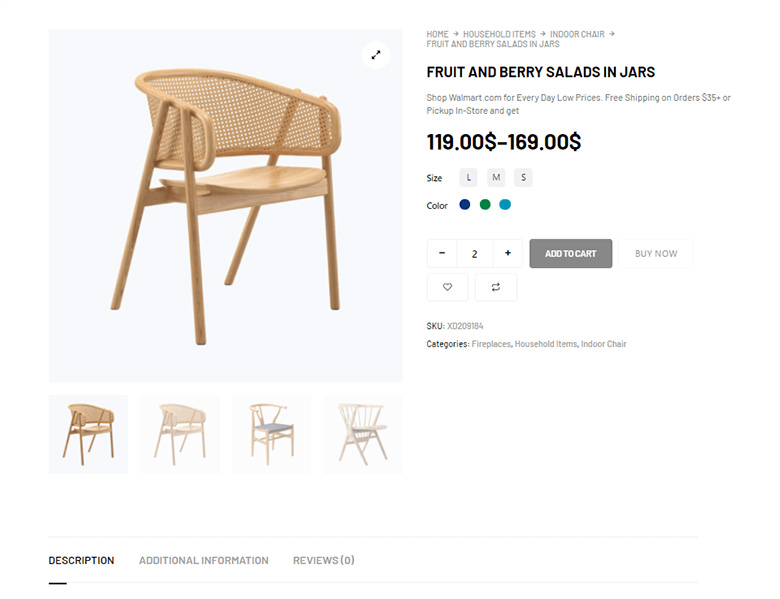 HOME → HOUSEHOLD ITEMS → INDOOR CHAIR →
FRUIT AND BERRY SALADS IN JARS
FRUIT AND BERRY SALADS IN JARS
Shop Walmart.com for Every Day Low Prices. Free Shipping on Orders $35+ or
Pickup In-Store and get
119.00$–169.00$
Size L M S
Color
- 2 + ADD TO CART BUY NOW
SKU: XD209184
Categories: Fireplaces, Household Items, Indoor Chair
DESCRIPTION ADDITIONAL INFORMATION REVIEWS (0)